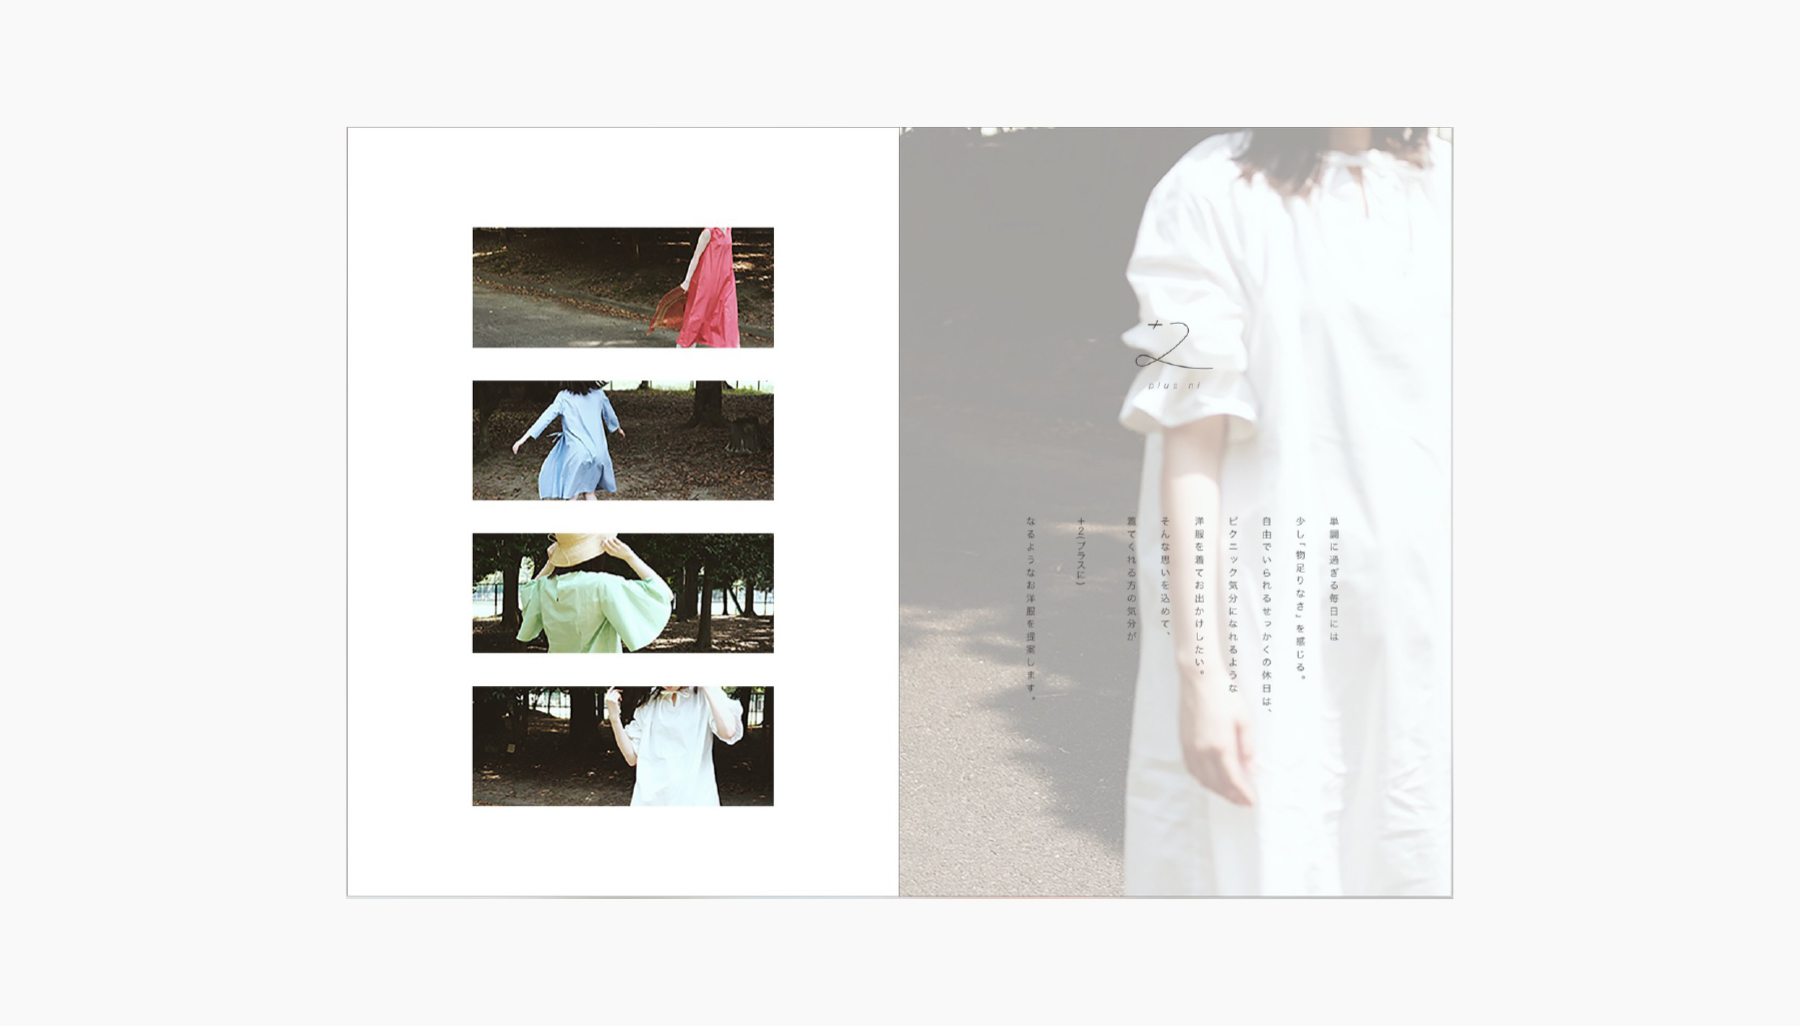 +2
plus ni
単調に過ぎる毎日には
少し「物足りなさ」を感じる。
自由でいられるせっかくの休日は、
ピクニック気分になれるような
洋服を着てお出かけしたい。
そんな思いを込めて、
着てくれる方の気分が
+2(プラスに)
なるようなお洋服を提案します。